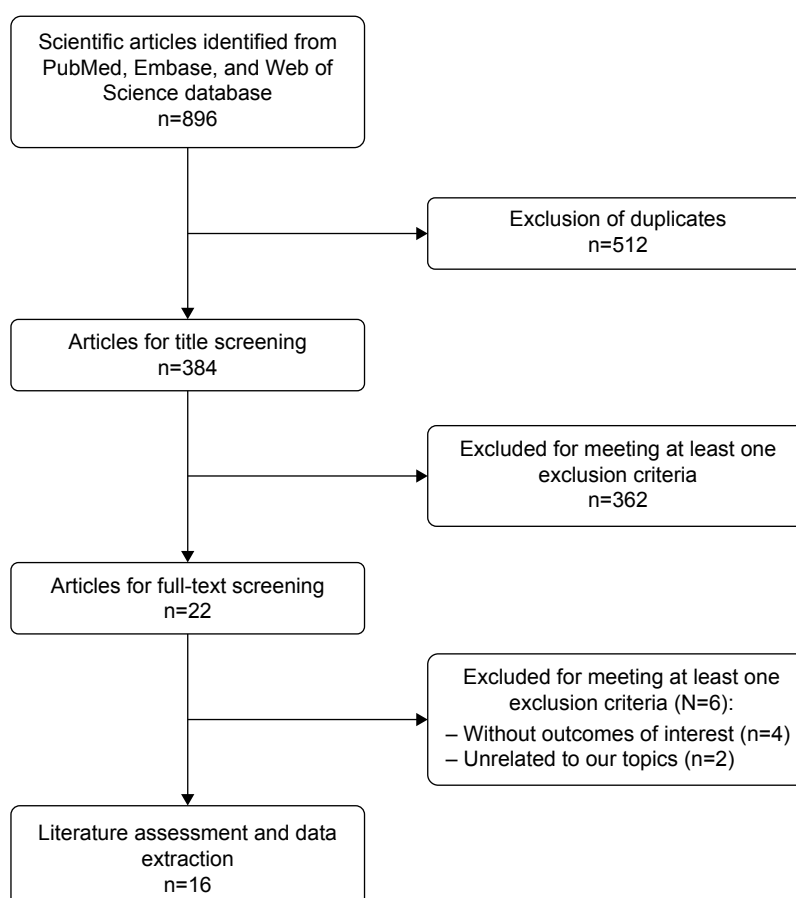 Scientific articles identified from
PubMed, Embase, and Web of
Science database
n=896
Exclusion of duplicates
n=512
Articles for title screening
n=384
Excluded for meeting at least one
exclusion criteria
n=362
Articles for full-text screening
n=22
Excluded for meeting at least one
exclusion criteria (N=6):
– Without outcomes of interest (n=4)
– Unrelated to our topics (n=2)
Literature assessment and data
extraction
n=16